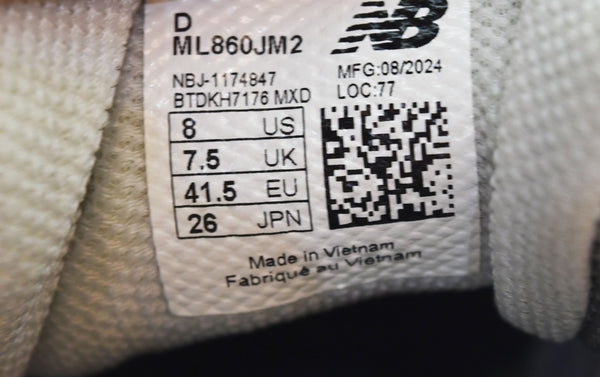 D
ML860JM2
NB
NBJ-1174847
BTDKH7176 MXD
MFG:08/2024
LOC:77
8 US
7.5 UK
41.5 EU
26 JPN
Made in Vietnam
Fabriqué au Vietnam